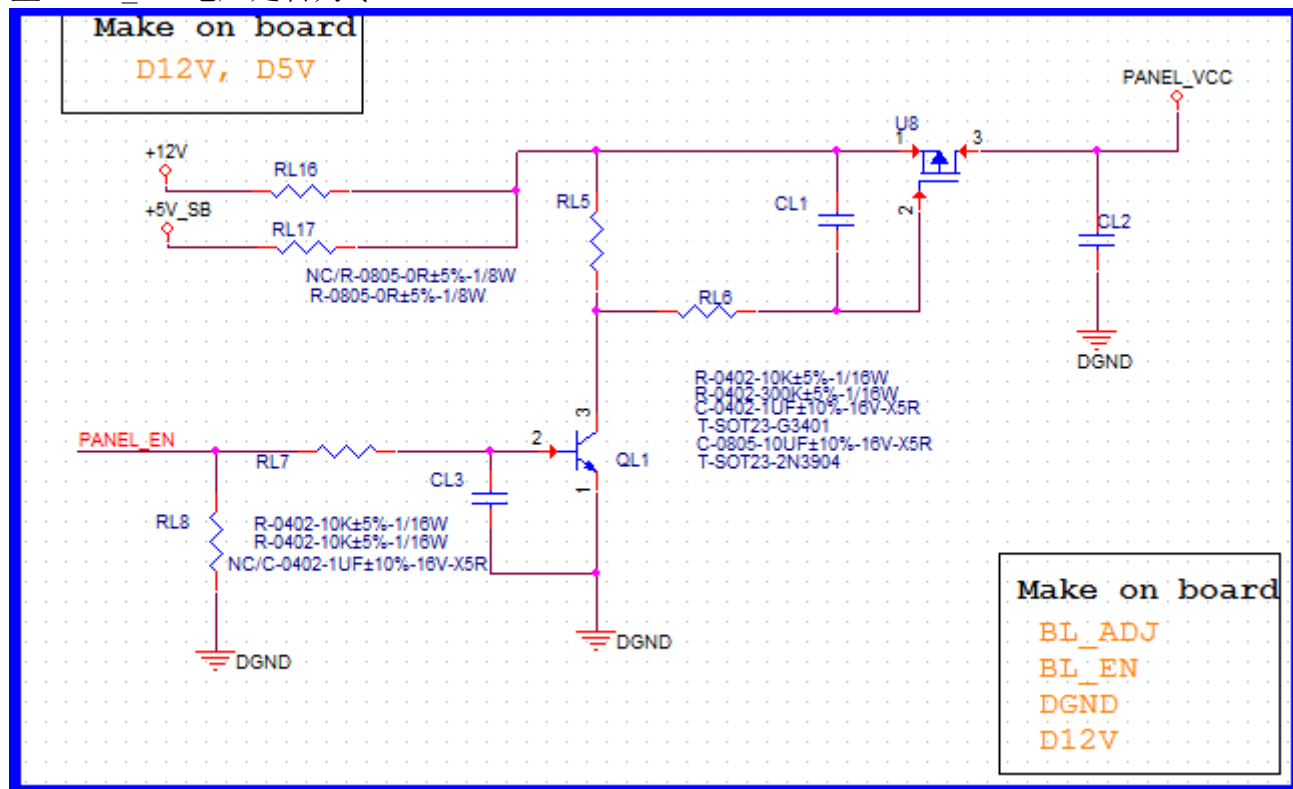 Make on board
D12V, D5V
PANEL_VCC
U8
1
3
2
+12V
RL16
+5V_SB
RL17
RL5
CL1
CL2
NC/R-0805-0R±5%-1/8W
R-0805-0R±5%-1/8W
RL6
DGND
R-0402-10K±5%-1/16W
R-0402-300K±5%-1/16W
C-0402-1UF±10%-16V-X5R
T-SOT23-G3401
C-0805-10UF±10%-16V-X5R
T-SOT23-2N3904
3
PANEL_EN
2
RL7
QL1
CL3
1
RL8
R-0402-10K±5%-1/16W
R-0402-10K±5%-1/16W
NC/C-0402-1UF±10%-16V-X5R
DGND
DGND
Make on board
BL_ADJ
BL_EN
DGND
D12V